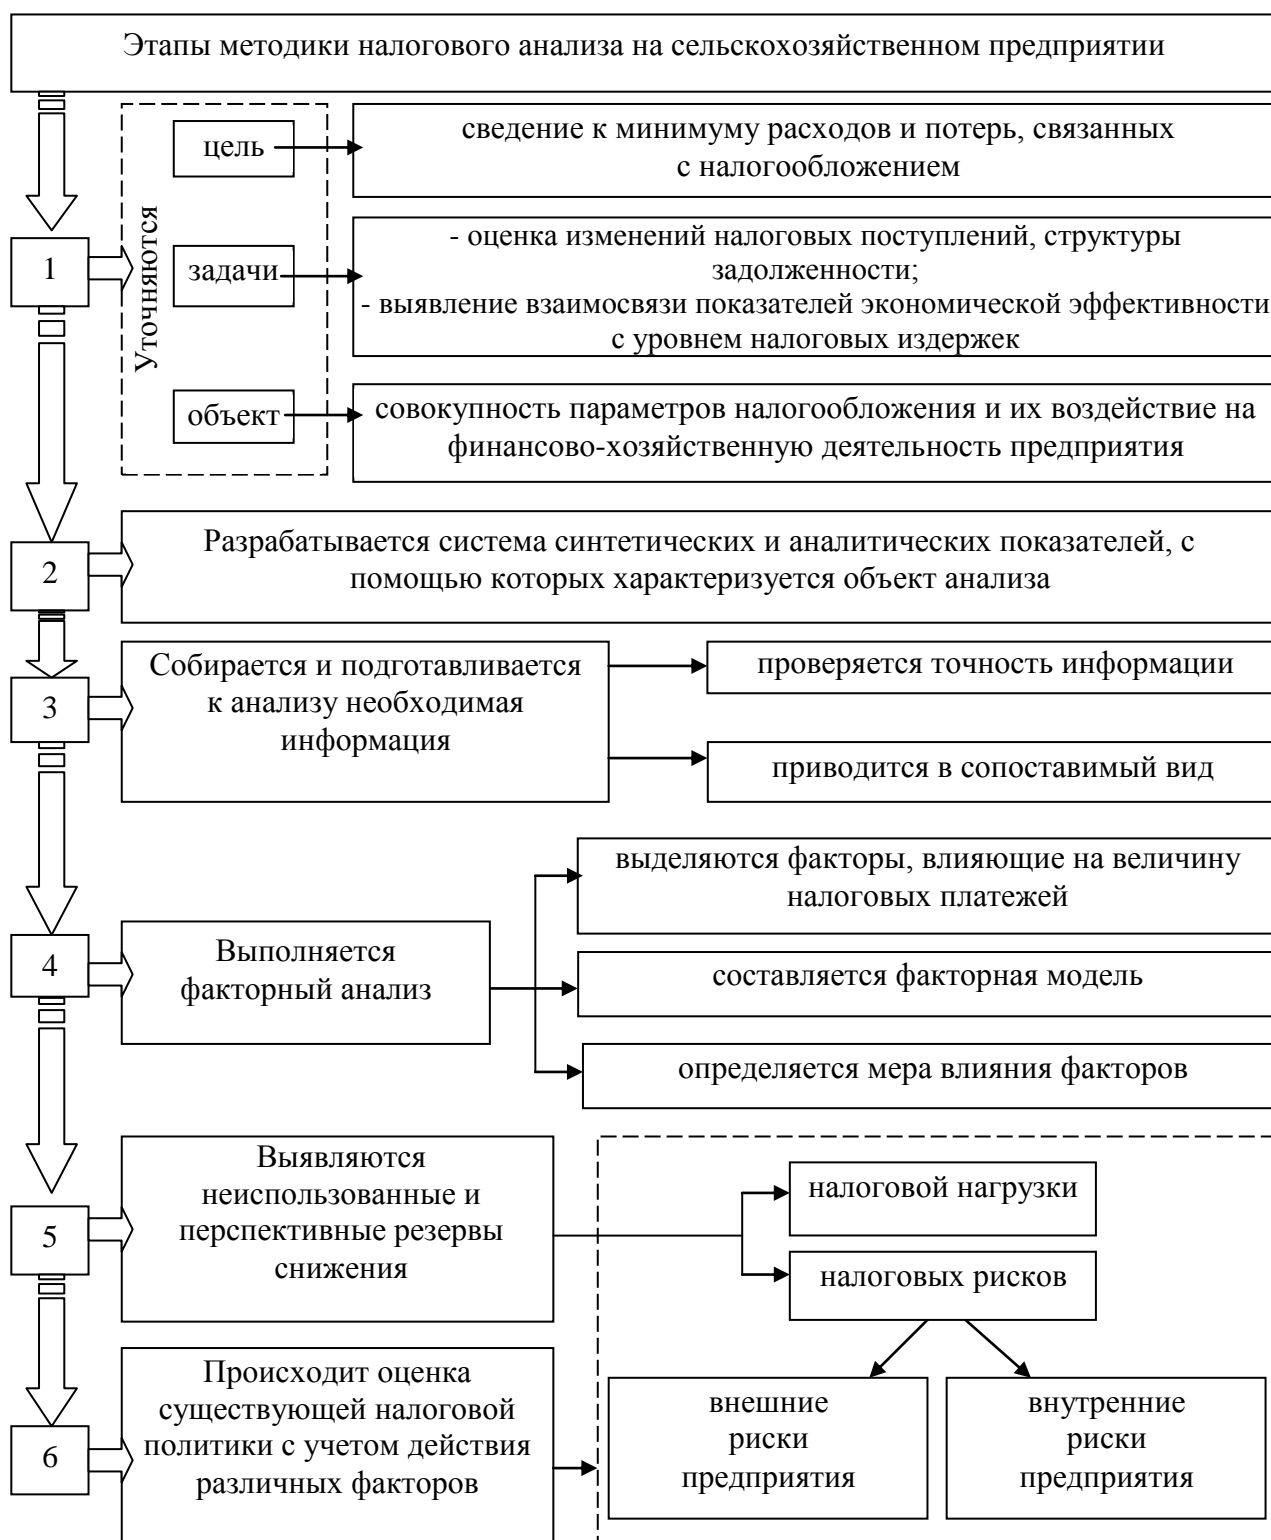 Этапы методики налогового анализа на сельскохозяйственном предприятии
1
Уточняются
цель
сведение к минимуму расходов и потерь, связанных
с налогообложением
задачи
- оценка изменений налоговых поступлений, структуры
задолженности;
- выявление взаимосвязи показателей экономической эффективности
с уровнем налоговых издержек
объект
совокупность параметров налогообложения и их воздействие на
финансово-хозяйственную деятельность предприятия
2
Разрабатывается система синтетических и аналитических показателей, с
помощью которых характеризуется объект анализа
3
Собирается и подготавливается
к анализу необходимая
информация
проверяется точность информации
приводится в сопоставимый вид
4
Выполняется
факторный анализ
выделяются факторы, влияющие на величину
налоговых платежей
составляется факторная модель
определяется мера влияния факторов
5
Выявляются
неиспользованные и
перспективные резервы
снижения
налоговой нагрузки
налоговых рисков
внешние
риски
предприятия
внутренние
риски
предприятия
6
Происходит оценка
существующей налоговой
политики с учетом действия
различных факторов